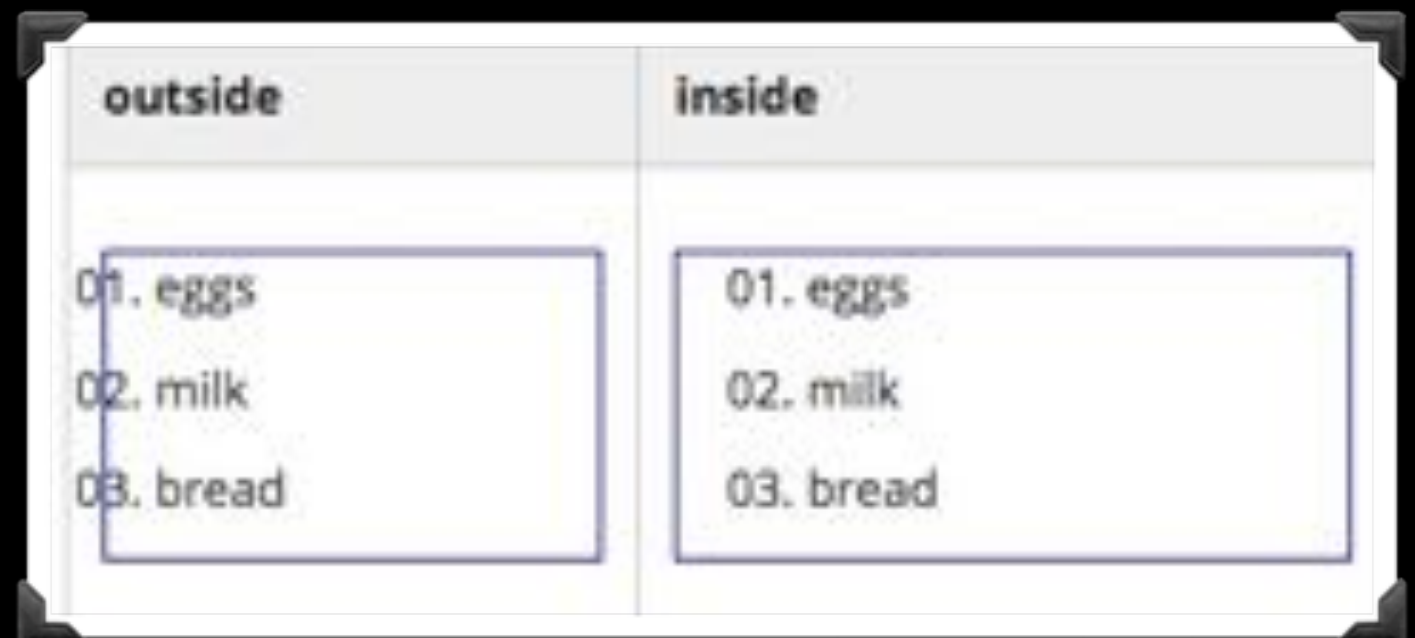 outside
01. eggs
02. milk
03. bread
inside
01. eggs
02. milk
03. bread